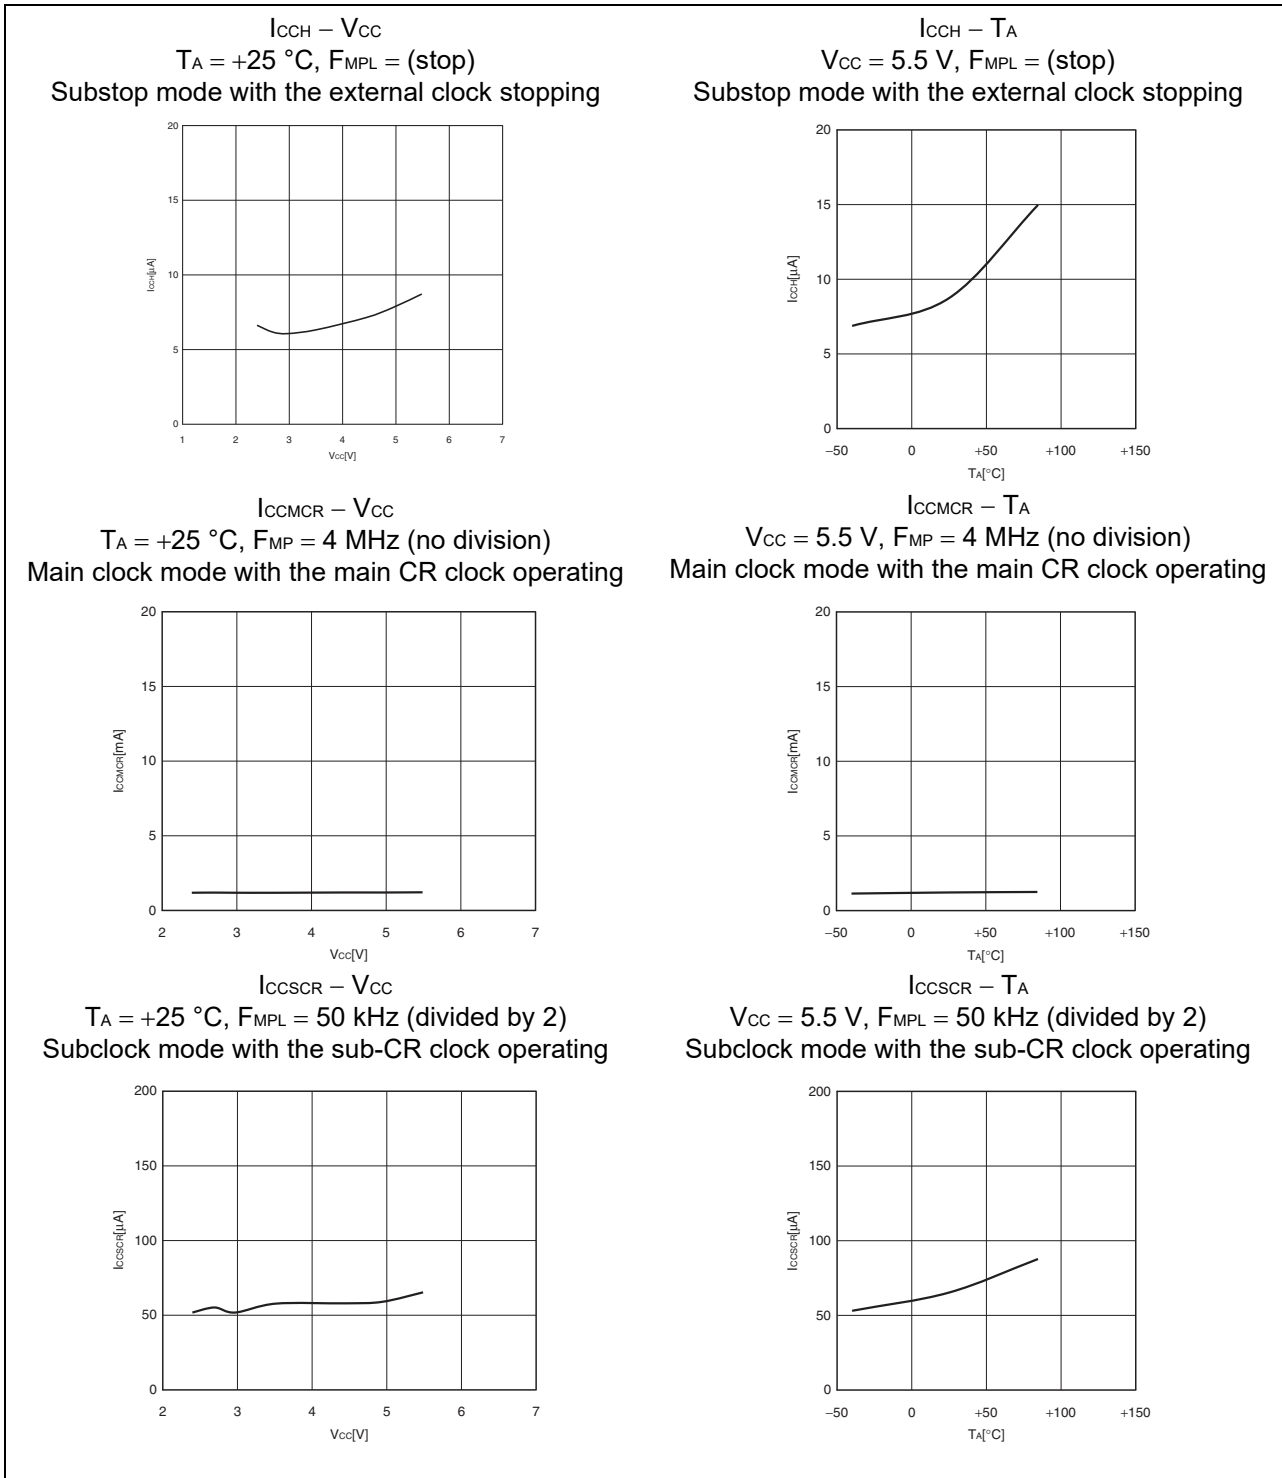 ICCH − VCC
TA = +25 °C, FMPL = (stop)
Substop mode with the external clock stopping
20
15
10
5
0
ICCH[µA]
1 2 3 4 5 6 7
VCC[V]
ICCH − TA
VCC = 5.5 V, FMPL = (stop)
Substop mode with the external clock stopping
20
15
10
5
0
ICCH[µA]
−50 0 +50 +100 +150
TA[°C]
ICCMCR − VCC
TA = +25 °C, FMP = 4 MHz (no division)
Main clock mode with the main CR clock operating
20
15
10
5
0
ICCMCR[mA]
2 3 4 5 6 7
VCC[V]
ICCMCR − TA
VCC = 5.5 V, FMP = 4 MHz (no division)
Main clock mode with the main CR clock operating
20
15
10
5
0
ICCMCR[mA]
−50 0 +50 +100 +150
TA[°C]
ICCSCR − VCC
TA = +25 °C, FMPL = 50 kHz (divided by 2)
Subclock mode with the sub-CR clock operating
200
150
100
50
0
ICCSCR[µA]
2 3 4 5 6 7
VCC[V]
ICCSCR − TA
VCC = 5.5 V, FMPL = 50 kHz (divided by 2)
Subclock mode with the sub-CR clock operating
200
150
100
50
0
ICCSCR[µA]
−50 0 +50 +100 +150
TA[°C]